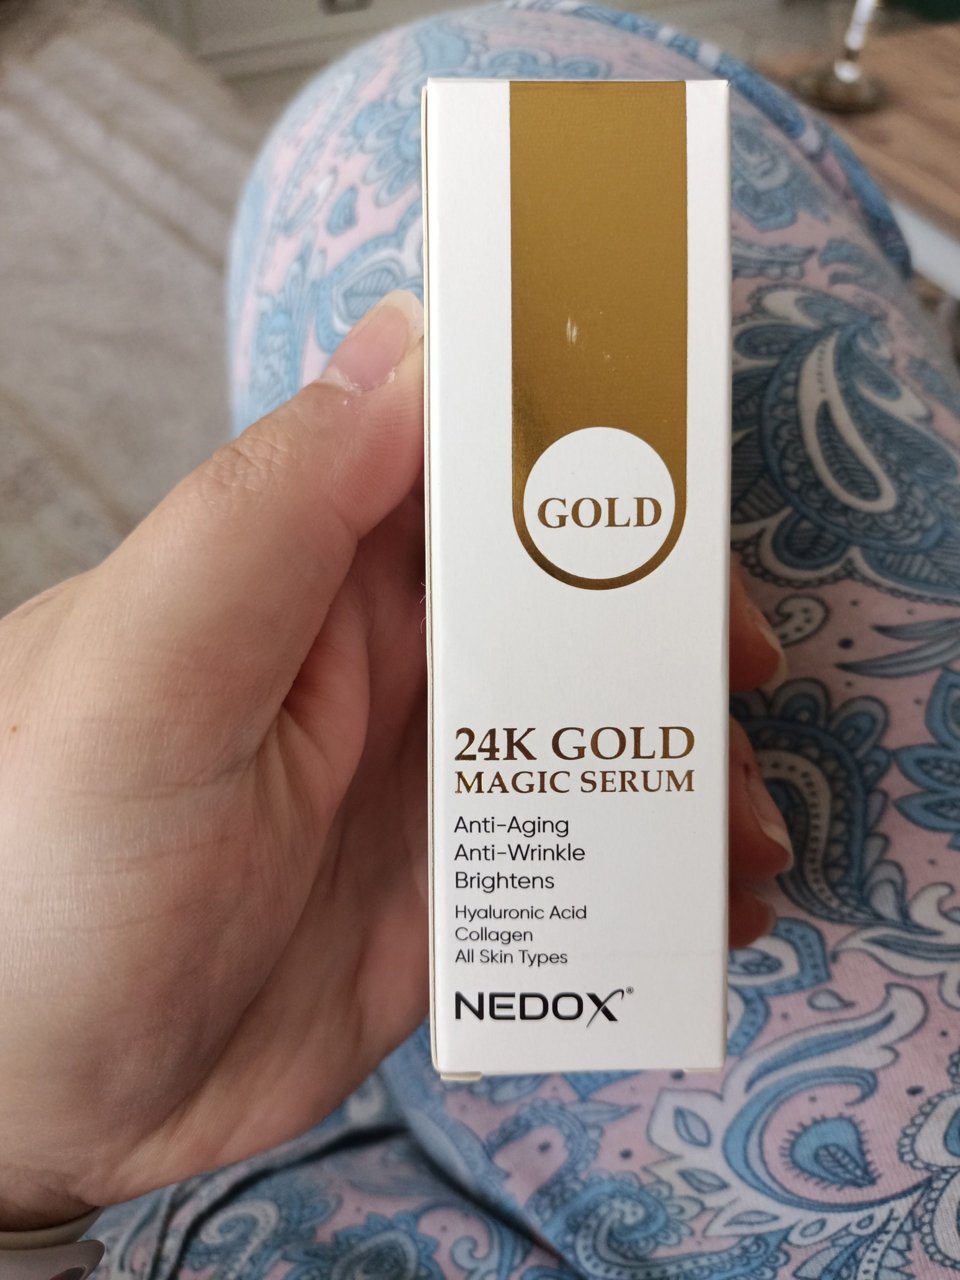 GOLD
24K GOLD
MAGIC SERUM
Anti-Aging
Anti-Wrinkle
Brightens
Hyaluronic Acid
Collagen
All Skin Types
NEDOX®